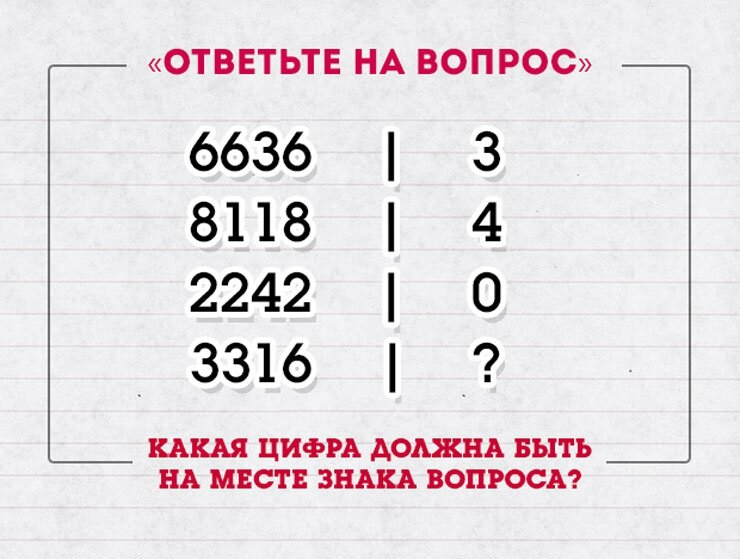 «ОТВЕТЬТЕ НА ВОПРОС»
6636 | 3
8118 | 4
2242 | 0
3316 | ?
КАКАЯ ЦИФРА ДОЛЖНА БЫТЬ
НА МЕСТЕ ЗНАКА ВОПРОСА?